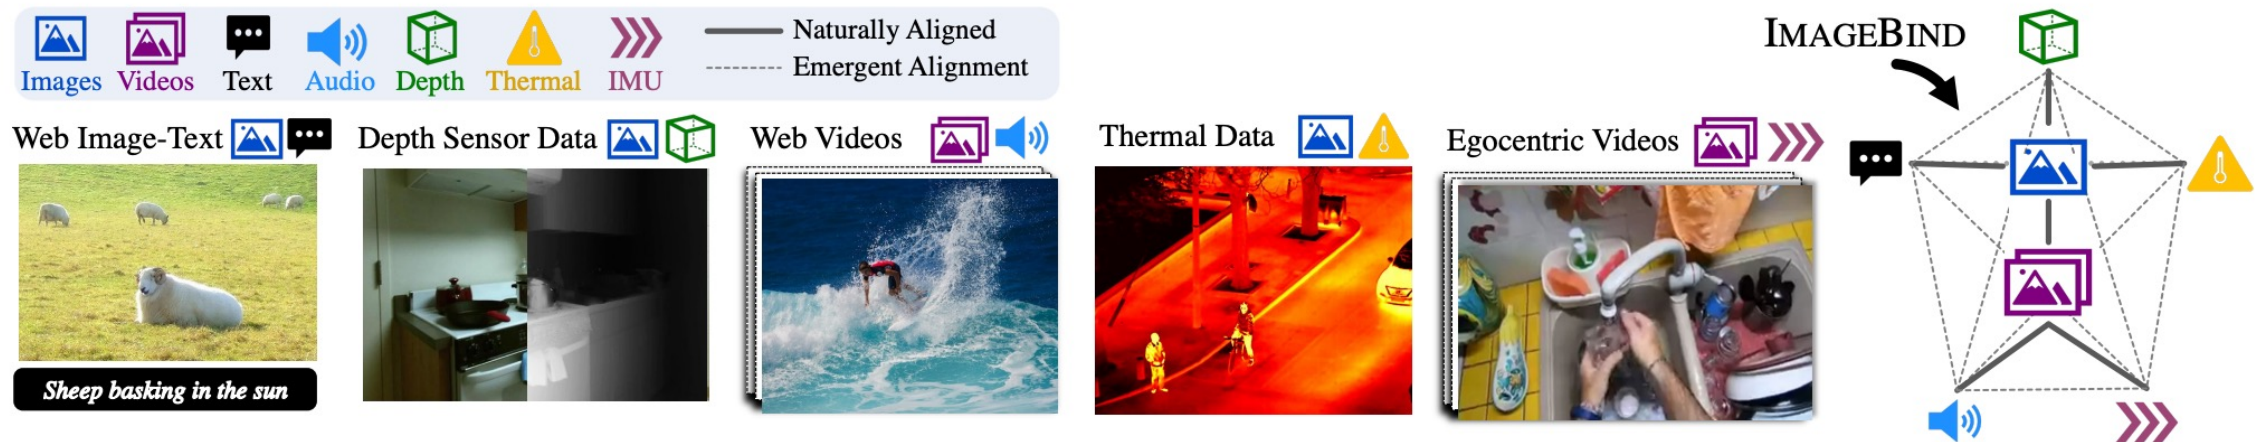 Images Videos Text Audio Depth Thermal IMU
Naturally Aligned
Emergent Alignment
IMAGEBIND
Web Image-Text
Depth Sensor Data
Web Videos
Thermal Data
Egocentric Videos
Sheep basking in the sun